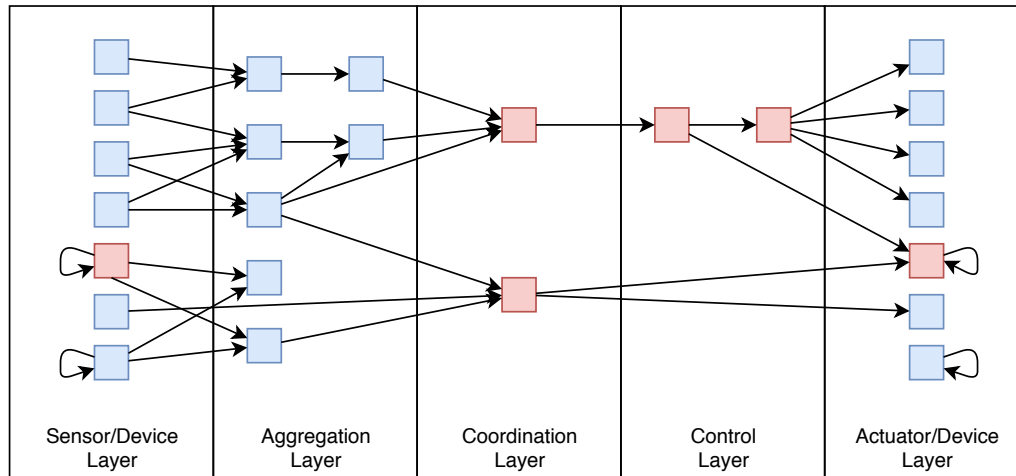 Sensor/Device
Layer
Aggregation
Layer
Coordination
Layer
Control
Layer
Actuator/Device
Layer